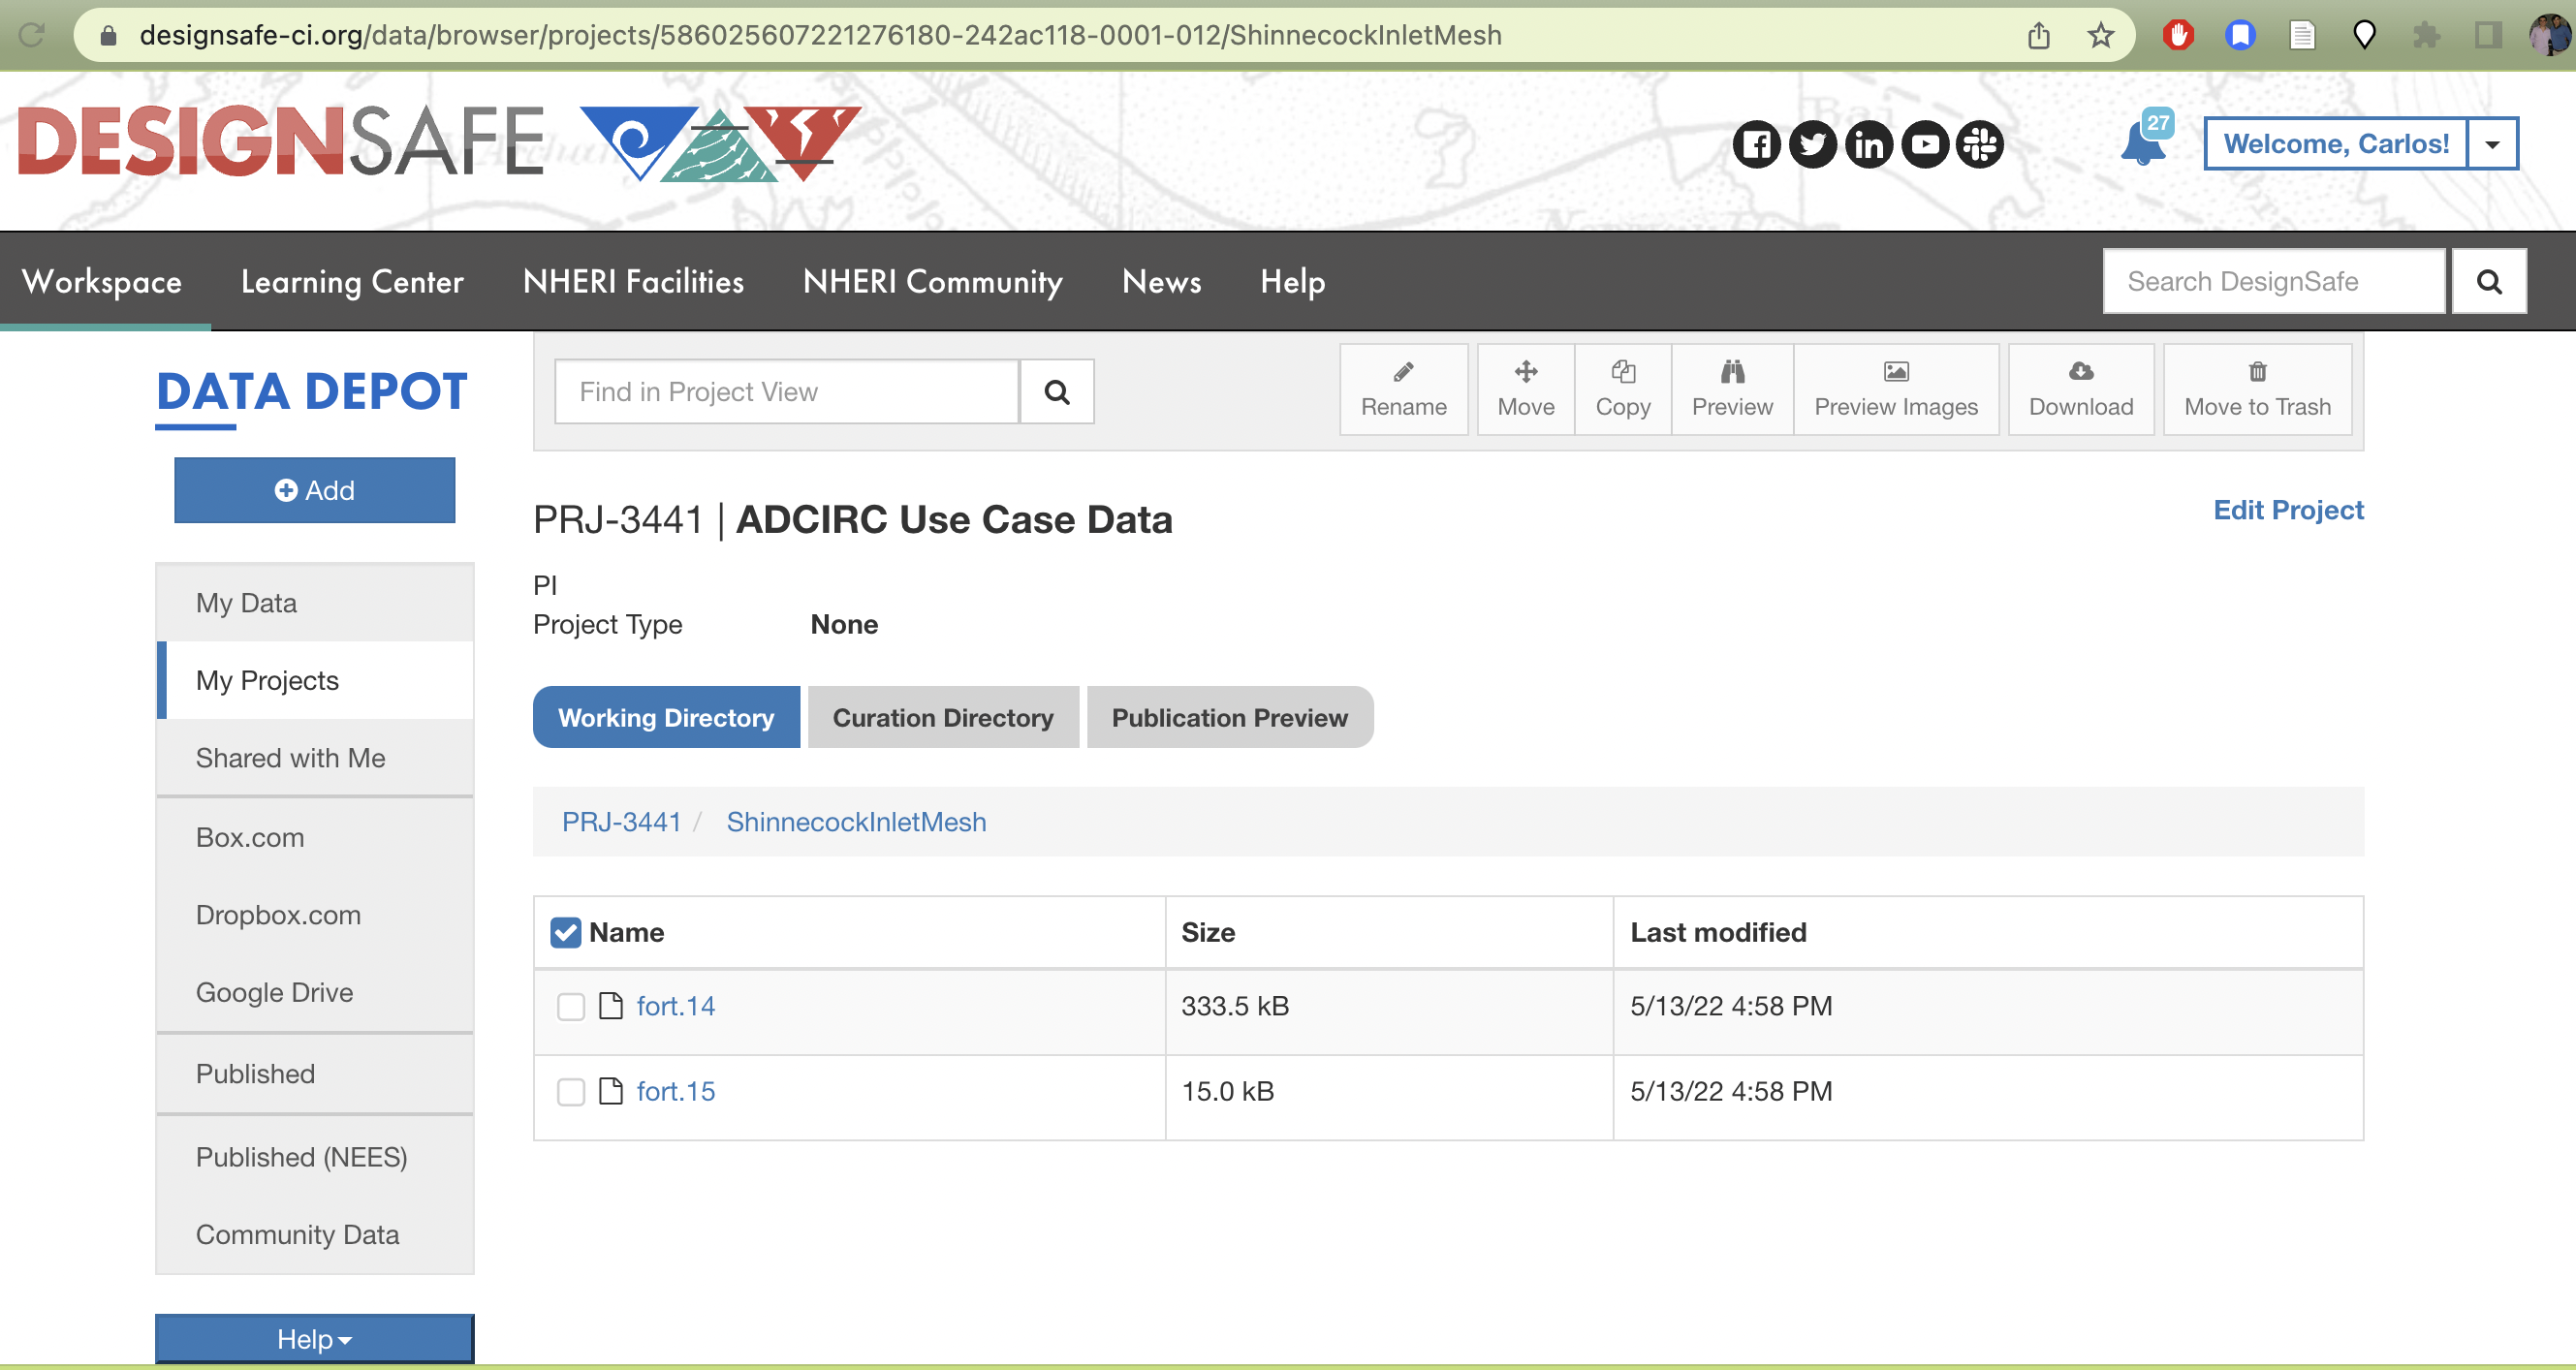 designsafe-ci.org/data/browser/projects/586025607221276180-242ac118-0001-012/ShinnecockInletMesh
DESIGNSAFE
27
Welcome, Carlos!
Workspace Learning Center NHERI Facilities NHERI Community News Help
Search DesignSafe
DATA DEPOT
Find in Project View
Rename Move Copy Preview Preview Images Download Move to Trash
Add
PRJ-3441 | ADCIRC Use Case Data
Edit Project
PI
Project Type None
My Data
My Projects
Shared with Me
Box.com
Dropbox.com
Google Drive
Published
Published (NEES)
Community Data
Help
Working Directory Curation Directory Publication Preview
PRJ-3441 / ShinnecockInletMesh
Name Size Last modified
fort.14 333.5 kB 5/13/22 4:58 PM
fort.15 15.0 kB 5/13/22 4:58 PM